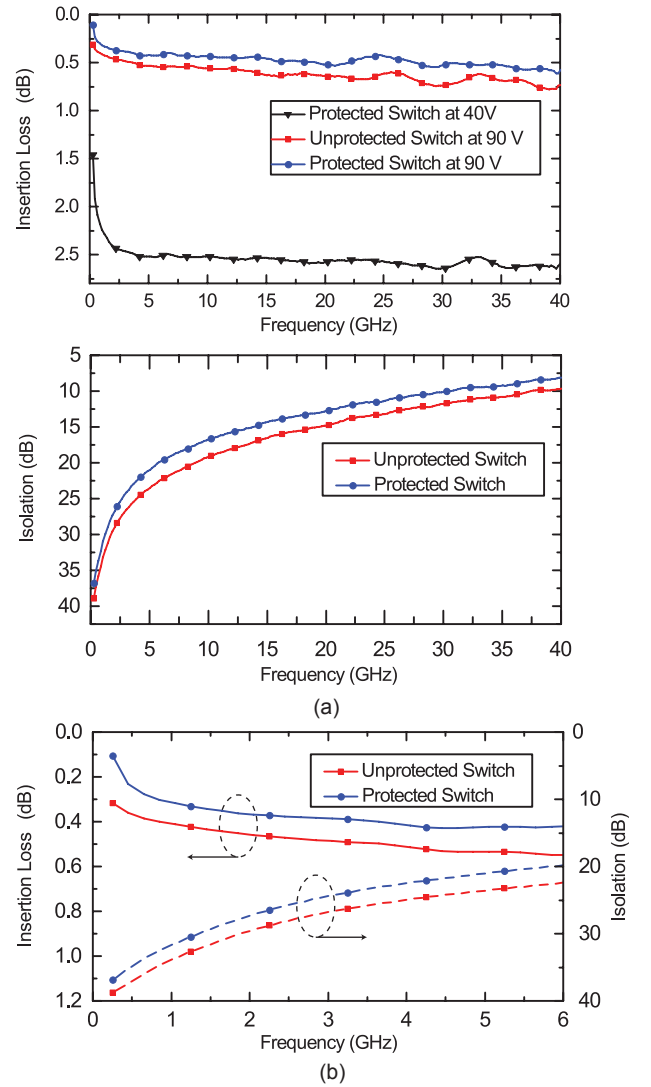 0.0
0.5
1.0
1.5
2.0
2.5
Insertion Loss (dB)
Protected Switch at 40V
Unprotected Switch at 90 V
Protected Switch at 90 V
0 5 10 15 20 25 30 35 40
Frequency (GHz)
5
10
15
20
25
30
35
40
Isolation (dB)
Unprotected Switch
Protected Switch
0 5 10 15 20 25 30 35 40
Frequency (GHz)
(a)
0.0
0.2
0.4
0.6
0.8
1.0
1.2
Insertion Loss (dB)
Unprotected Switch
Protected Switch
0
10
20
30
40
Isolation (dB)
0 1 2 3 4 5 6
Frequency (GHz)
(b)